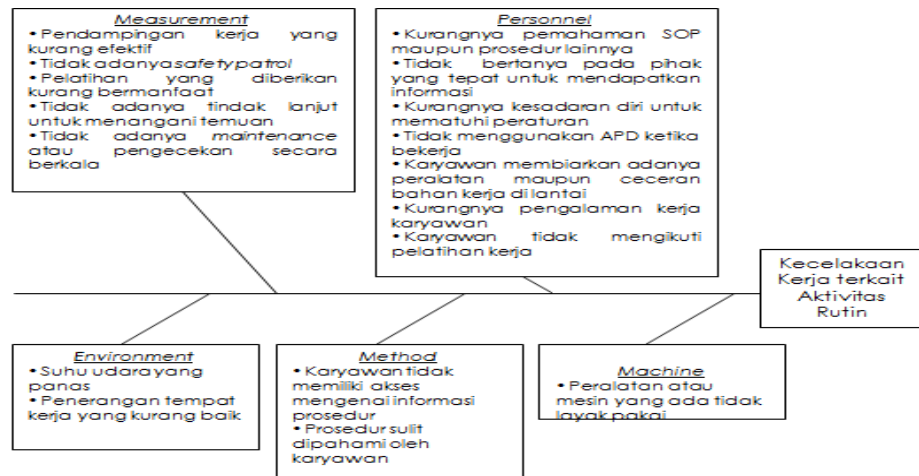 Measurement
•Pendampingan kerja yang
kurang efektif
•Tidak adanya safety patrol
•Pelatihan yang diberikan
kurang bermanfaat
•Tidak adanya tindak lanjut
untuk menangani temuan
•Tidak adanya maintenance
atau pengecekan secara
berkala
Personnel
•Kurangnya pemahaman SOP
maupun prosedur lainnya
•Tidak bertanya pada pihak
yang tepat untuk mendapatkan
informasi
•Kurangnya kesadaran diri untuk
mematuhi peraturan
•Tidak menggunakan APD ketika
bekerja
•Karyawan membiarkan adanya
peralatan maupun ceceran
bahan kerja di lantai
•Kurangnya pengalaman kerja
karyawan
•Karyawan tidak mengikuti
pelatihan kerja
Kecelakaan
Kerja terkait
Aktivitas
Rutin
Environment
•Suhu udara yang
panas
•Penerangan tempat
kerja yang kurang baik
Method
•Karyawan tidak
memiliki akses
mengenai informasi
prosedur
•Prosedur sulit
dipahami oleh
karyawan
Machine
•Peralatan atau
mesin yang ada tidak
layak pakai